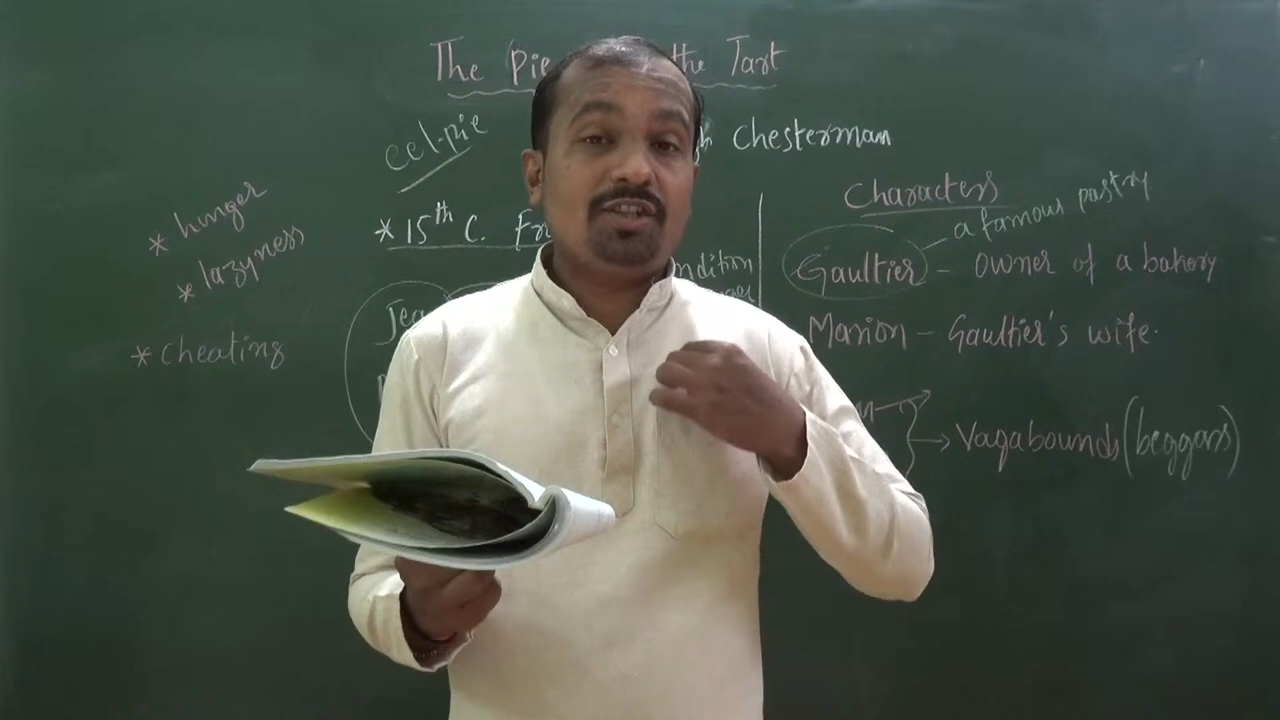 The Pie the Tart
eel-pie
Chesterman
* hunger
* lazyness
* cheating
* 15th C.
Characters
a famous pastry
Gaultier - owner of a bakery
Marion - Gaultier's wife.
Vagabounds (beggars)